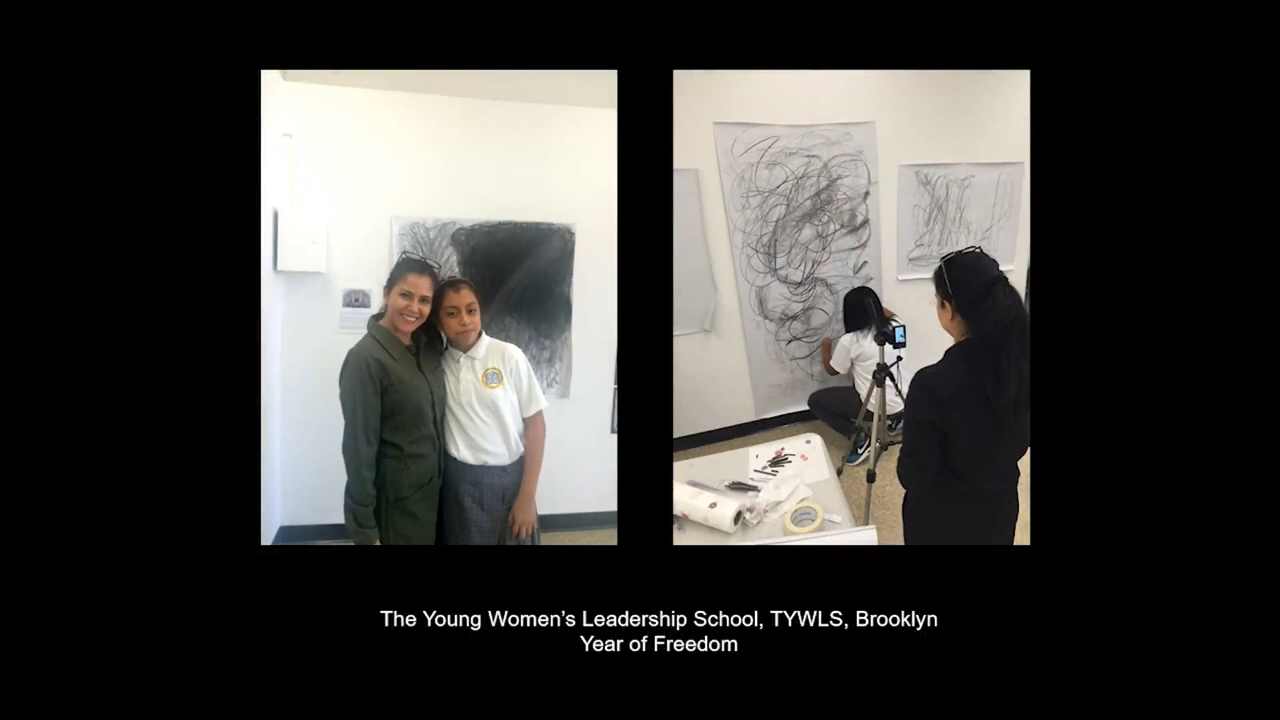 The Young Women’s Leadership School, TYWLS, Brooklyn
Year of Freedom